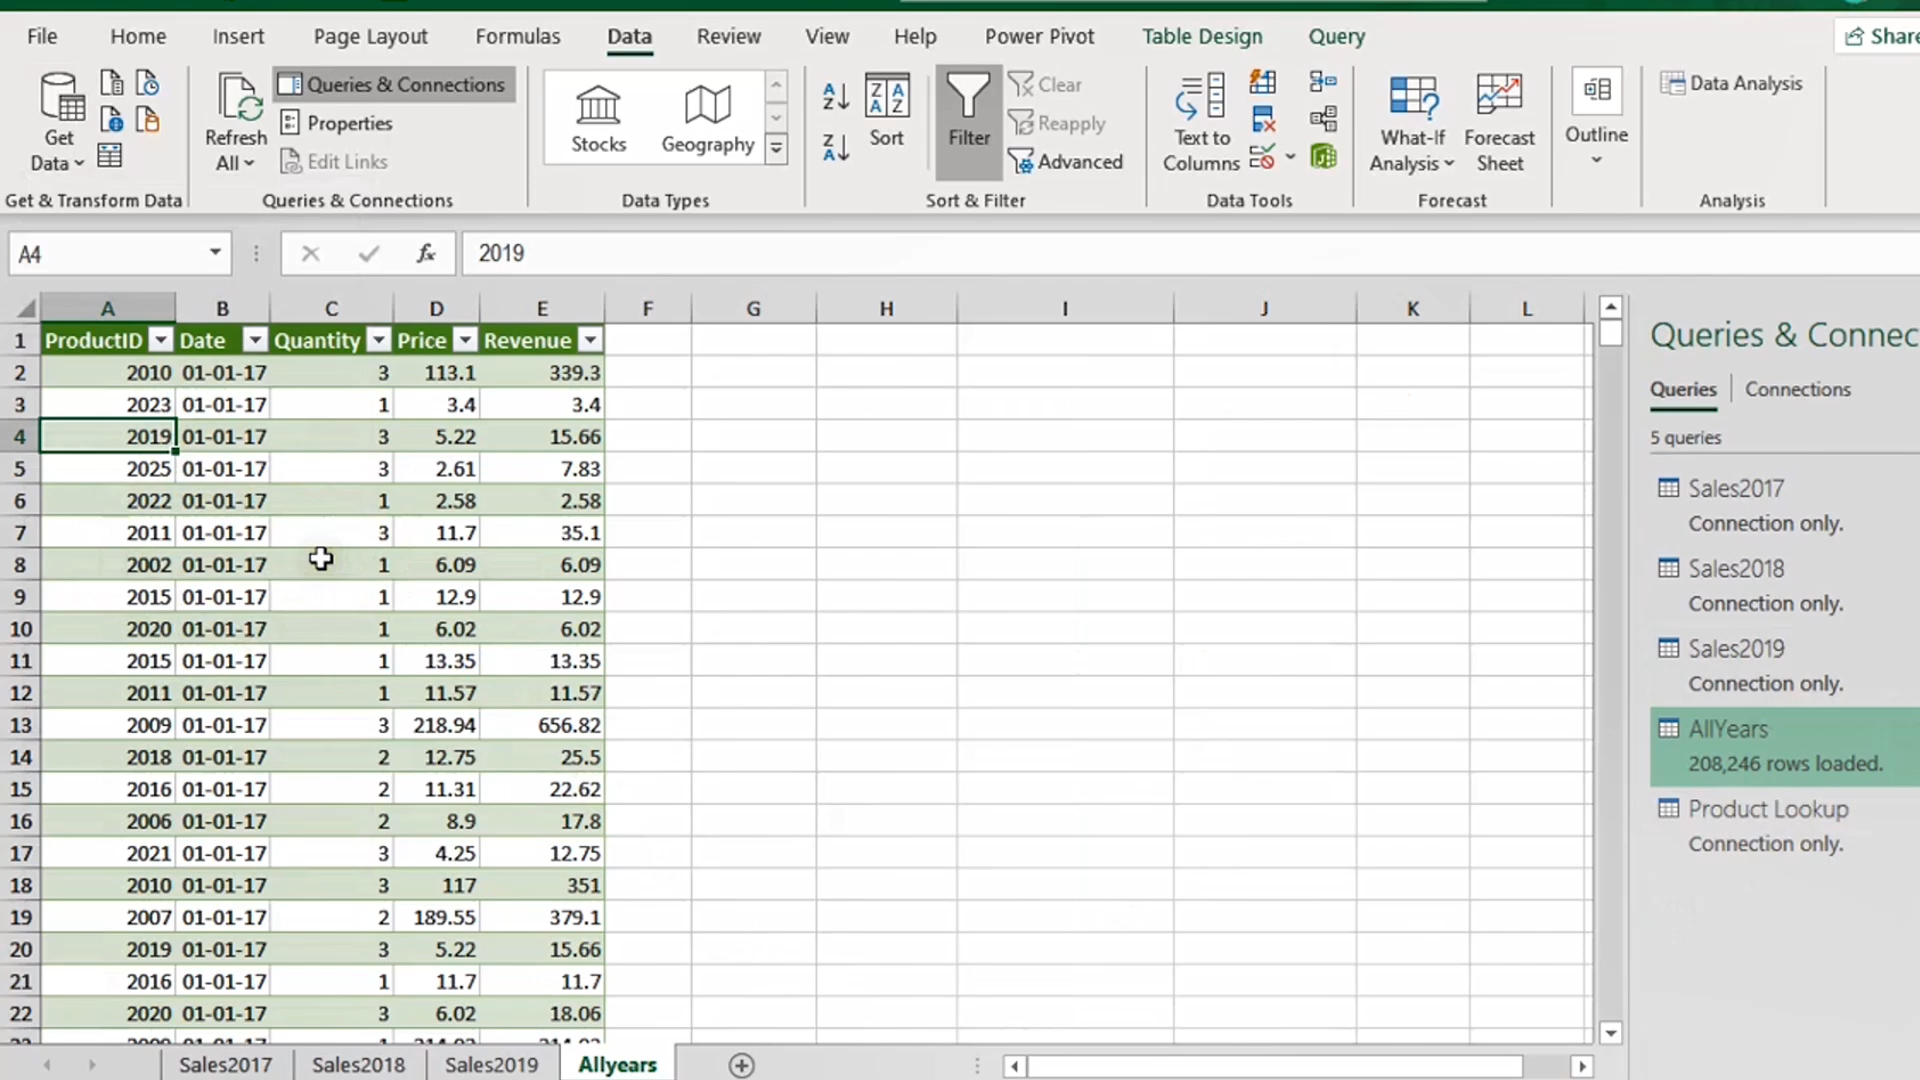 File Home Insert Page Layout Formulas Data Review View Help Power Pivot Table Design Query Share
Get Data
Refresh All
Queries & Connections
Properties
Edit Links
Stocks
Geography
Sort
Filter
Clear
Reapply
Advanced
Text to Columns
What-If Analysis
Forecast Sheet
Outline
Data Analysis
Get & Transform Data Queries & Connections Data Types Sort & Filter Data Tools Forecast Analysis
A4 fx 2019
A B C D E F G H I J K L
1 ProductID Date Quantity Price Revenue
2 2010 01-01-17 3 113.1 339.3
3 2023 01-01-17 1 3.4 3.4
4 2019 01-01-17 3 5.22 15.66
5 2025 01-01-17 3 2.61 7.83
6 2022 01-01-17 1 2.58 2.58
7 2011 01-01-17 3 11.7 35.1
8 2002 01-01-17 1 6.09 6.09
9 2015 01-01-17 1 12.9 12.9
10 2020 01-01-17 1 6.02 6.02
11 2015 01-01-17 1 13.35 13.35
12 2011 01-01-17 1 11.57 11.57
13 2009 01-01-17 3 218.94 656.82
14 2018 01-01-17 2 12.75 25.5
15 2016 01-01-17 2 11.31 22.62
16 2006 01-01-17 2 8.9 17.8
17 2021 01-01-17 3 4.25 12.75
18 2010 01-01-17 3 117 351
19 2007 01-01-17 2 189.55 379.1
20 2019 01-01-17 3 5.22 15.66
21 2016 01-01-17 1 11.7 11.7
22 2020 01-01-17 3 6.02 18.06
Sales2017 Sales2018 Sales2019 Allyears
Queries & Connec
Queries Connections
5 queries
Sales2017
Connection only.
Sales2018
Connection only.
Sales2019
Connection only.
AllYears
208,246 rows loaded.
Product Lookup
Connection only.